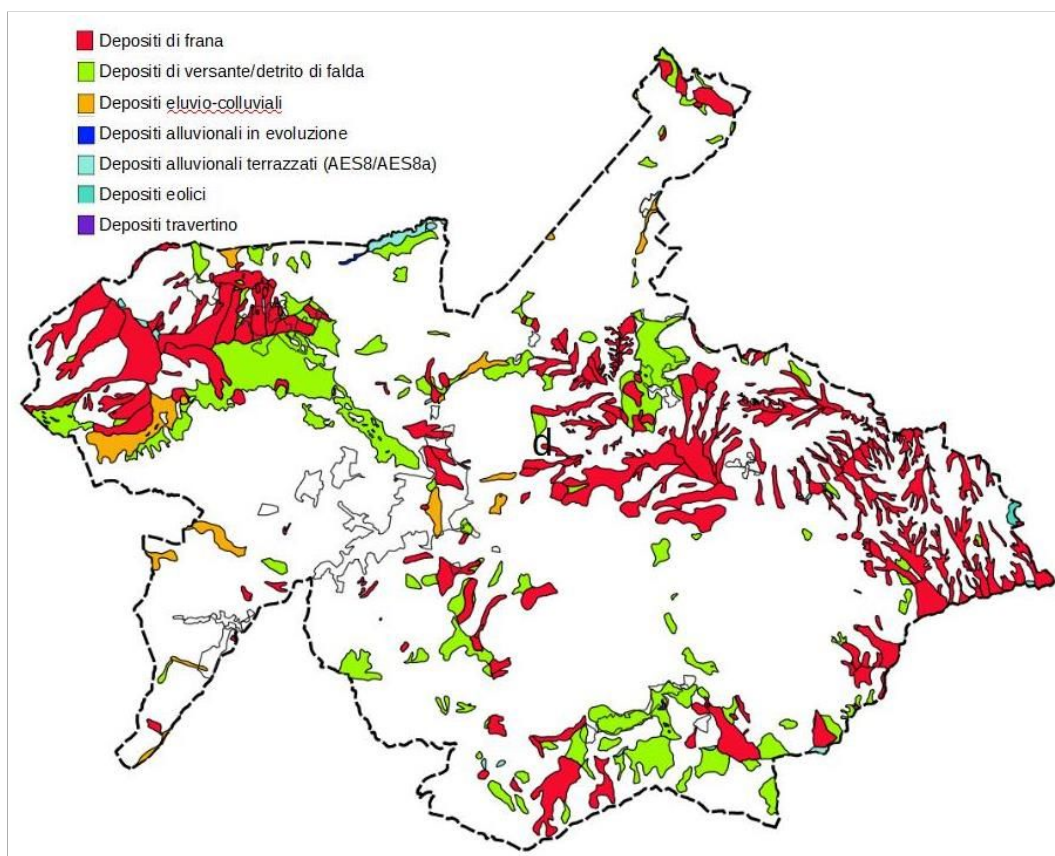 Depositi di frana
Depositi di versante/detrito di falda
Depositi eluvio-colluviali
Depositi alluvionali in evoluzione
Depositi alluvionali terrazzati (AES8/AES8a)
Depositi eolici
Depositi travertino
d